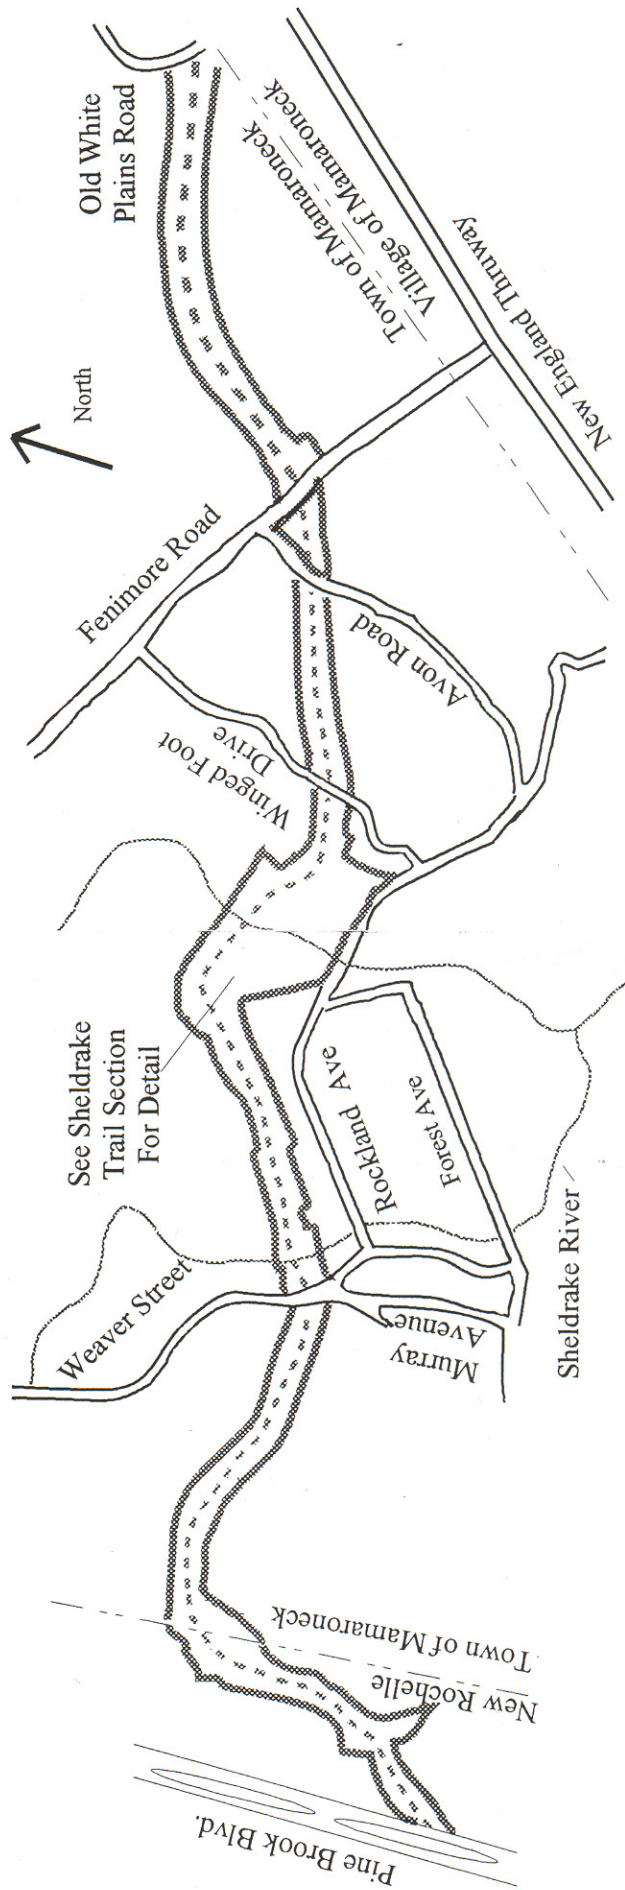 Old White
Plains Road
Town of Mamaroneck
Village of Mamaroneck
New England Thruway
North
Fenimore Road
Avon Road
Winged Foot
Drive
See Sheldrake
Trail Section
For Detail
Rockland Ave
Forest Ave
Weaver Street
Murray
Avenue
Sheldrake River
Town of Mamaroneck
New Rochelle
Pine Brook Blvd.